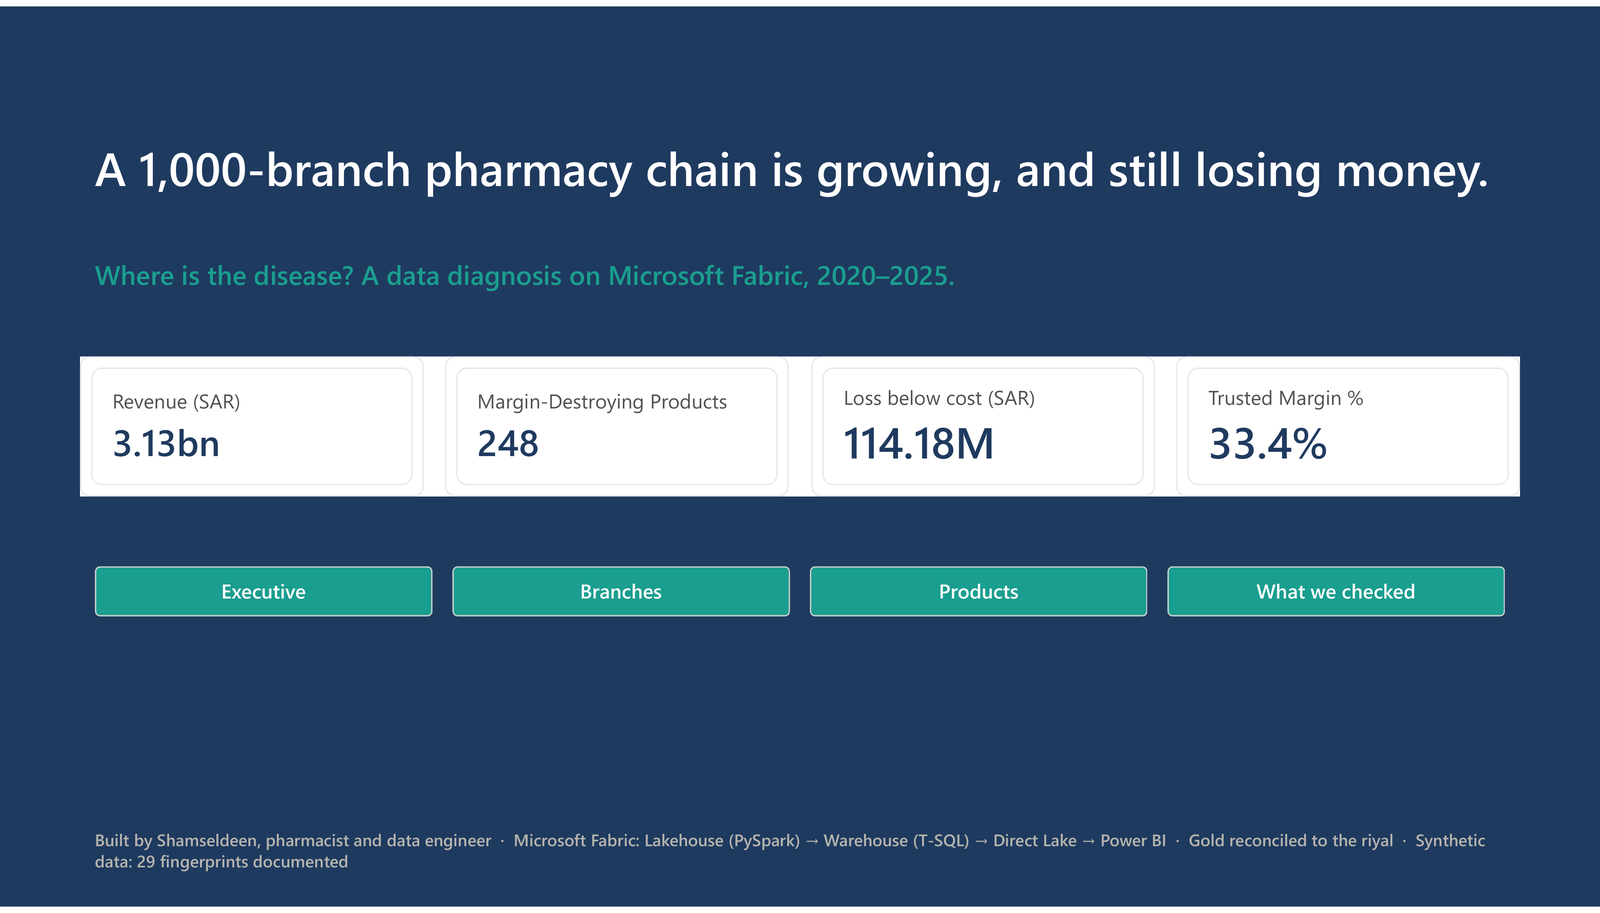 A 1,000-branch pharmacy chain is growing, and still losing money.
Where is the disease? A data diagnosis on Microsoft Fabric, 2020–2025.
Revenue (SAR)
3.13bn
Margin-Destroying Products
248
Loss below cost (SAR)
114.18M
Trusted Margin %
33.4%
Executive
Branches
Products
What we checked
Built by Shamseldeen, pharmacist and data engineer · Microsoft Fabric: Lakehouse (PySpark) → Warehouse (T-SQL) → Direct Lake → Power BI · Gold reconciled to the riyal · Synthetic
data: 29 fingerprints documented